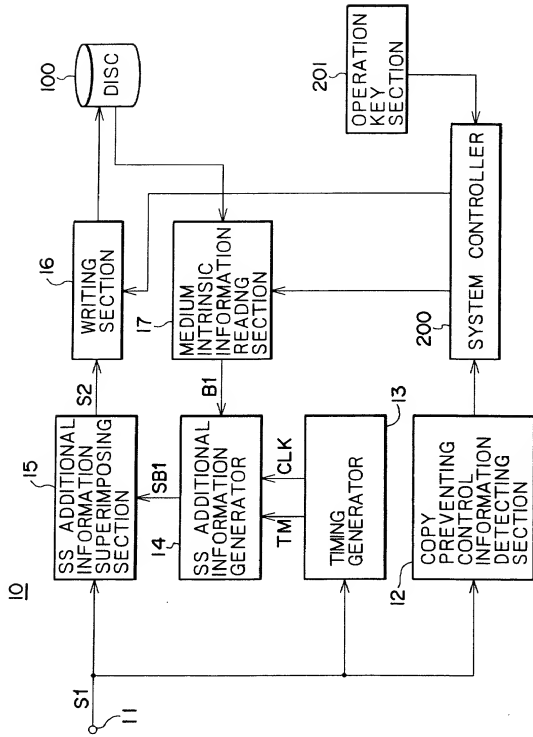 10
S1
11
15
SS ADDITIONAL
INFORMATION
SUPERIMPOSING
SECTION
S2
16
WRITING
SECTION
100
DISC
SB1
14
SS ADDITIONAL
INFORMATION
GENERATOR
B1
17
MEDIUM
INTRINSIC
INFORMATION
READNG
SECTION
TM
CLK
13
TIMING
GENERATOR
12
COPY
PREVENTING
CONTROL
INFORMATION
DETECTING
SECTION
200
SYSTEM CONTROLLER
201
OPERATION
KEY
SECTION